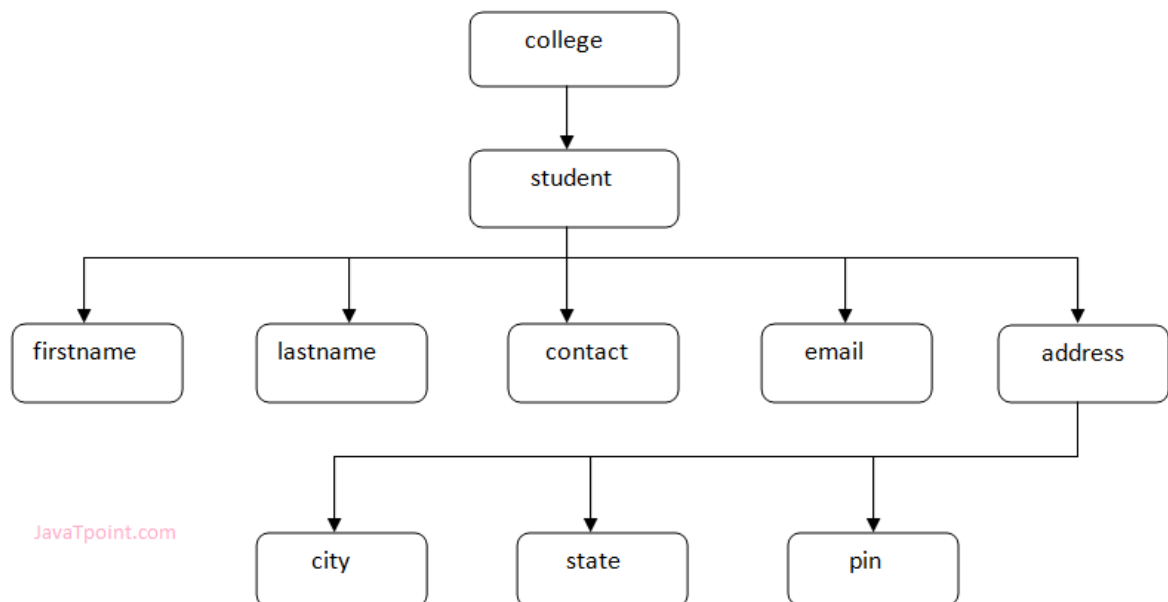 college
student
firstname
lastname
contact
email
address
JavaTpoint.com
city
state
pin